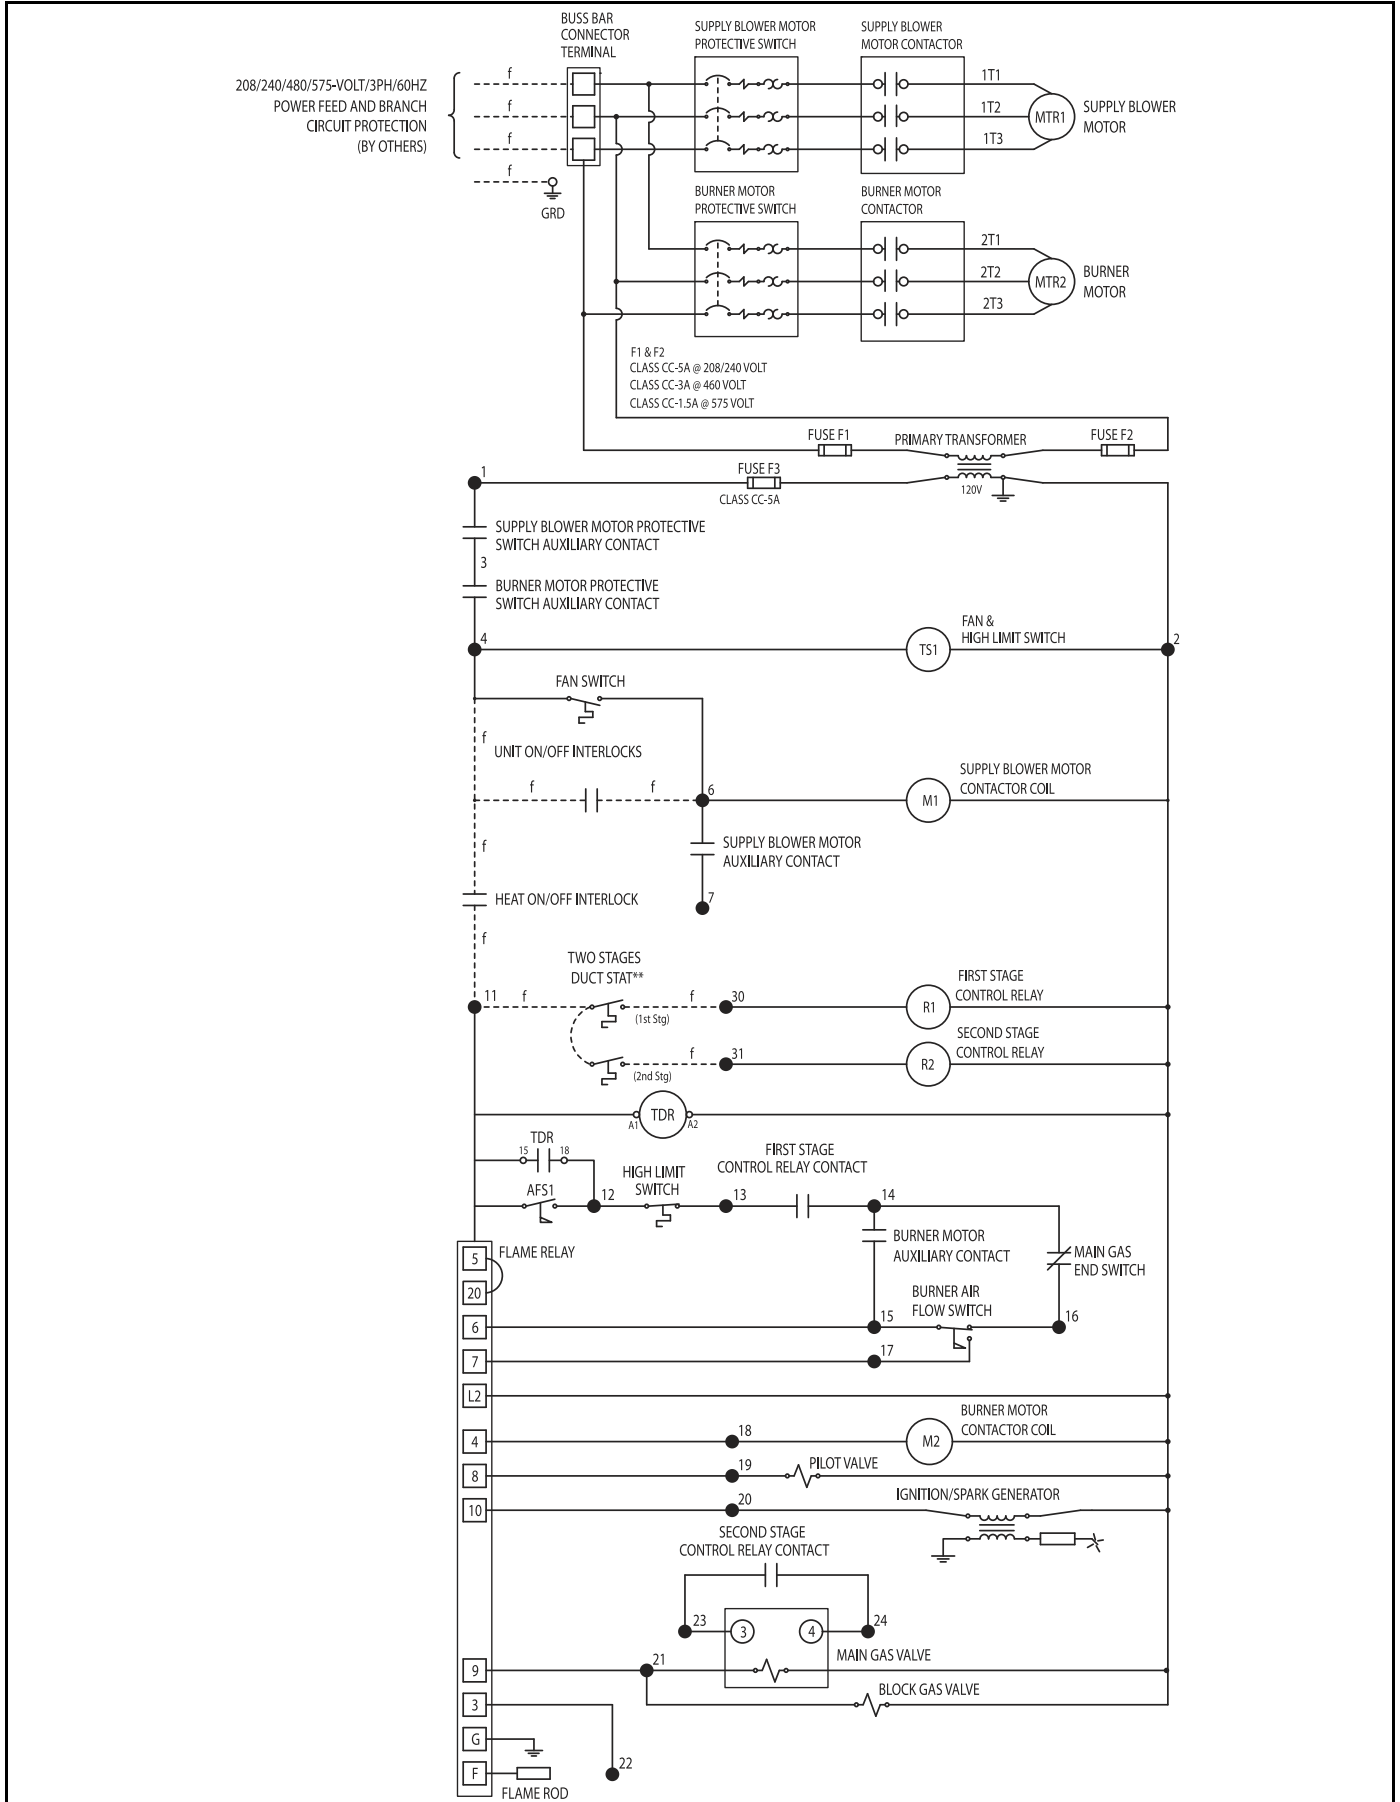 BUSS BAR
CONNECTOR
TERMINAL
SUPPLY BLOWER MOTOR
PROTECTIVE SWITCH
SUPPLY BLOWER
MOTOR CONTACTOR
208/240/480/575-VOLT/3PH/60HZ
POWER FEED AND BRANCH
CIRCUIT PROTECTION
(BY OTHERS)
f
f
f
f
GRD
1T1
1T2
1T3
MTR1
SUPPLY BLOWER
MOTOR
BURNER MOTOR
PROTECTIVE SWITCH
BURNER MOTOR
CONTACTOR
2T1
2T2
2T3
MTR2
BURNER
MOTOR
F1 & F2
CLASS CC-5A @ 208/240 VOLT
CLASS CC-3A @ 460 VOLT
CLASS CC-1.5A @ 575 VOLT
FUSE F1
PRIMARY TRANSFORMER
FUSE F2
1
FUSE F3
CLASS CC-5A
120V
SUPPLY BLOWER MOTOR PROTECTIVE
SWITCH AUXILIARY CONTACT
3
BURNER MOTOR PROTECTIVE
SWITCH AUXILIARY CONTACT
4
TS1
FAN &
HIGH LIMIT SWITCH
2
FAN SWITCH
f
UNIT ON/OFF INTERLOCKS
f
f
6
M1
SUPPLY BLOWER MOTOR
CONTACTOR COIL
f
SUPPLY BLOWER MOTOR
AUXILIARY CONTACT
7
HEAT ON/OFF INTERLOCK
f
TWO STAGES
DUCT STAT**
11
f
(1st Stg)
f
30
R1
FIRST STAGE
CONTROL RELAY
(2nd Stg)
f
31
R2
SECOND STAGE
CONTROL RELAY
A1
TDR
A2
TDR
15
18
AFS1
12
HIGH LIMIT
SWITCH
13
FIRST STAGE
CONTROL RELAY CONTACT
14
BURNER MOTOR
AUXILIARY CONTACT
MAIN GAS
END SWITCH
5
FLAME RELAY
20
6
15
BURNER AIR
FLOW SWITCH
16
7
17
L2
4
18
M2
BURNER MOTOR
CONTACTOR COIL
8
19
PILOT VALVE
10
20
IGNITION/SPARK GENERATOR
SECOND STAGE
CONTROL RELAY CONTACT
23
3
4
24
MAIN GAS VALVE
9
21
BLOCK GAS VALVE
3
G
22
F
FLAME ROD